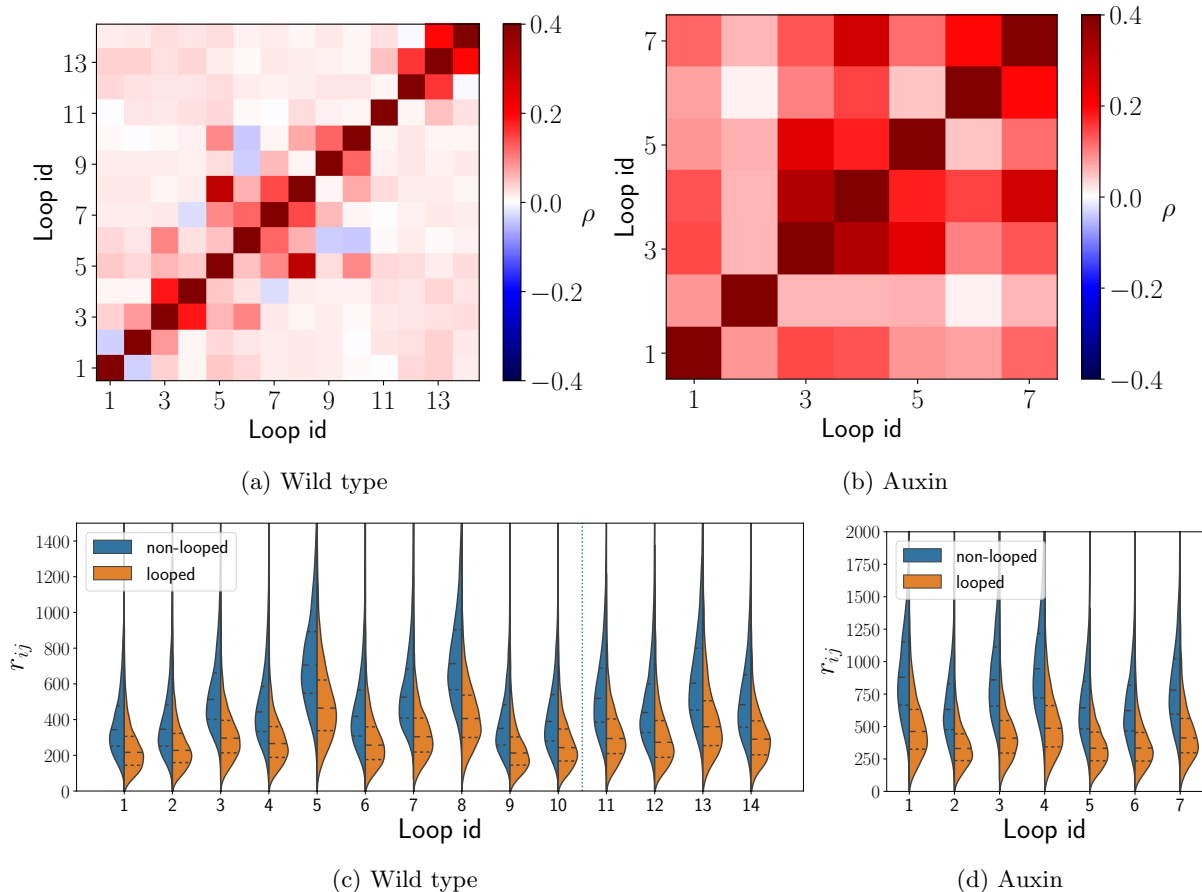 13
11
9
7
5
3
1
Loop id
1 3 5 7 9 11 13
Loop id
0.4
0.2
0.0
−0.2
−0.4
ρ
(a) Wild type
7
5
3
1
Loop id
1 3 5 7
Loop id
0.4
0.2
0.0
−0.2
−0.4
ρ
(b) Auxin
1400
1200
1000
800
600
400
200
0
r_{ij}
non-looped
looped
1 2 3 4 5 6 7 8 9 10 11 12 13 14
Loop id
(c) Wild type
2000
1750
1500
1250
1000
750
500
250
0
r_{ij}
non-looped
looped
1 2 3 4 5 6 7
Loop id
(d) Auxin